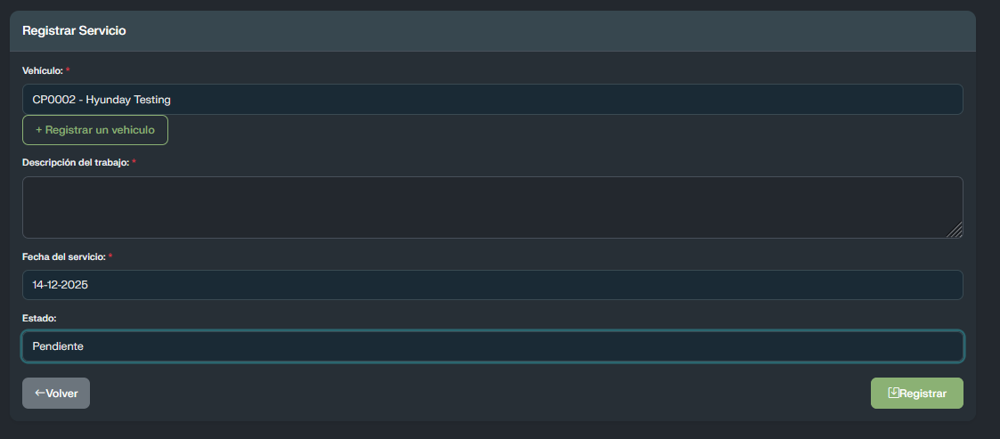 Registrar Servicio
Vehículo: *
CP0002 - Hyunday Testing
+ Registrar un vehiculo
Descripción del trabajo: *
Fecha del servicio: *
14-12-2025
Estado:
Pendiente
←Volver
Registrar